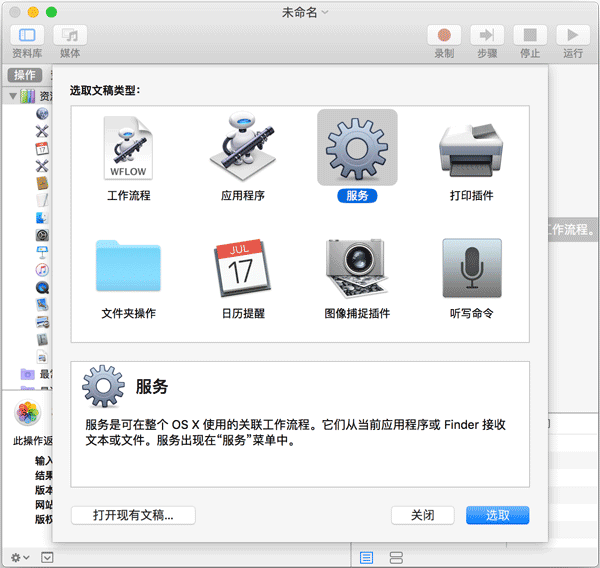 未命名
资料库
媒体
录制
步骤
停止
运行
操作
选取文稿类型：
WFLOW
工作流程
应用程序
服务
打印插件
文件夹操作
JUL
17
日历提醒
图像捕捉插件
听写命令
服务
服务是可在整个 OS X 使用的关联工作流程。它们从当前应用程序或 Finder 接收
文本或文件。服务出现在“服务”菜单中。
打开现有文稿...
关闭
选取
工作流程。
此操作返
输入
结果
版本
网站
版权